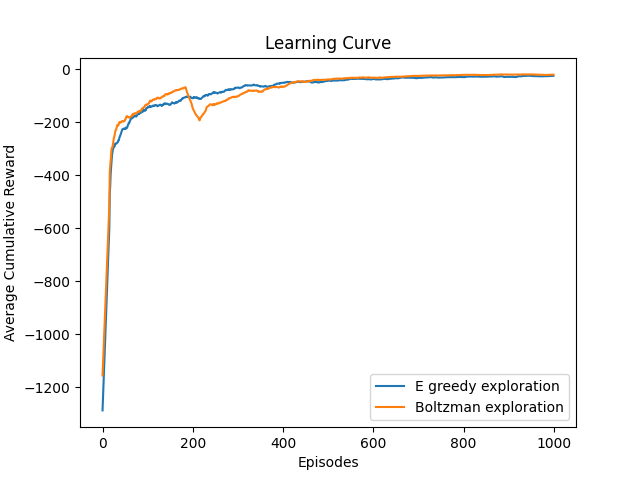 Learning Curve
0
−200
−400
−600
−800
−1000
−1200
Average Cumulative Reward
E greedy exploration
Boltzman exploration
0 200 400 600 800 1000
Episodes